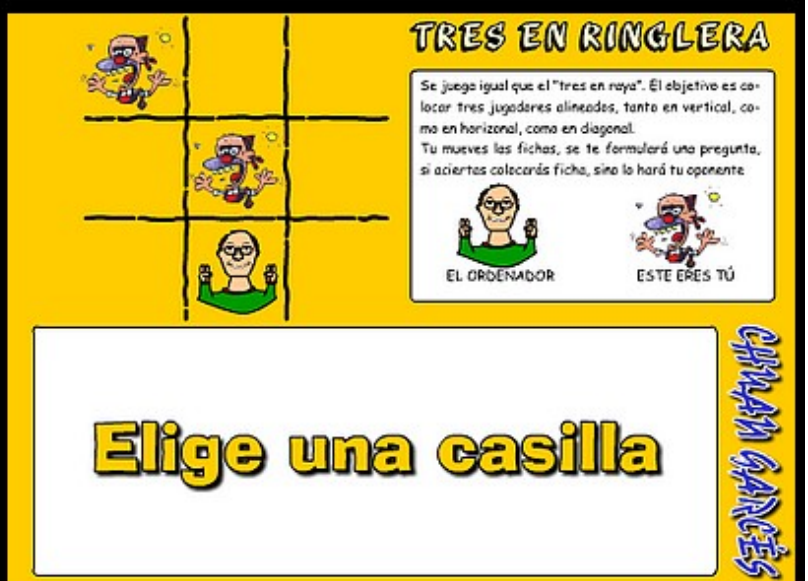 TRES EN RINGLERA
Se juega igual que el "tres en raya". El objetivo es co-
locar tres jugadores alineados, tanto en vertical, co-
mo en horizonal, como en diagonal.
Tu mueves las fichas, se te formulará una pregunta,
si aciertas colocarás ficha, sino lo hará tu oponente
EL ORDENADOR
ESTE ERES TÚ
Elige una casilla
CHUAN GARCÉS